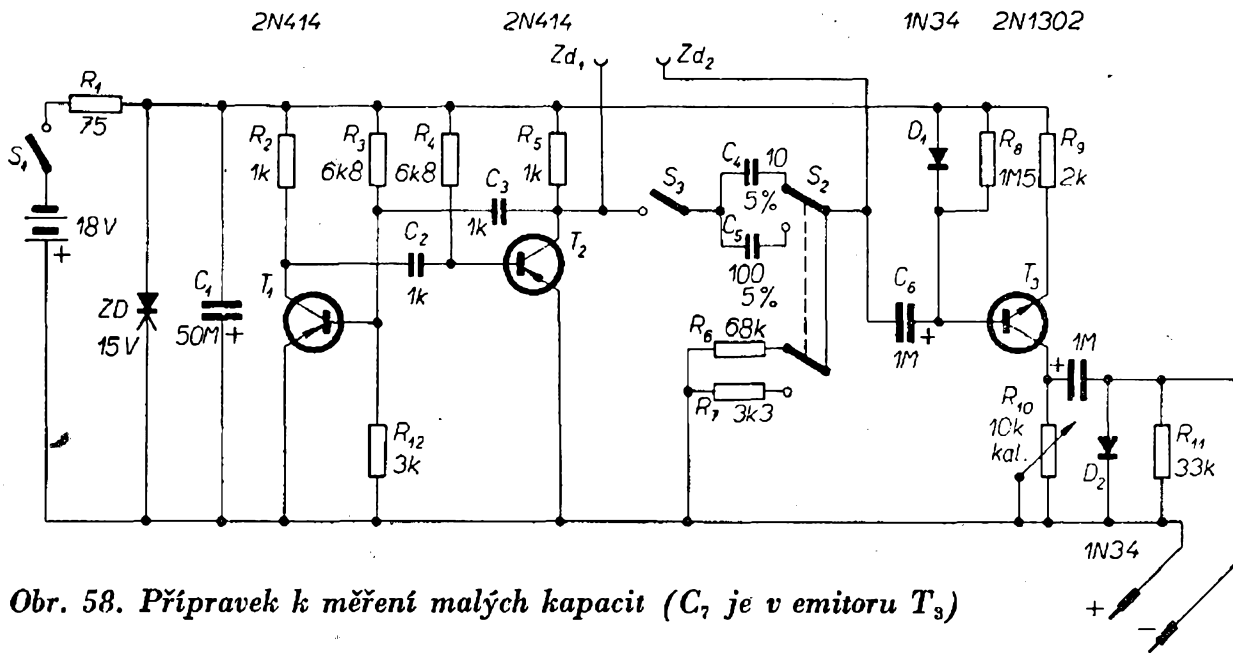 2N414
2N414
1N34
2N1302
Zd₁
Zd₂
R₁
75
S₁
18V
+
ZD
15V
C₁
50M+
R₂
1k
R₃
6k8
R₄
6k8
R₅
1k
C₃
1k
C₂
1k
T₁
T₂
R₁₂
3k
S₃
C₄
10
5%
S₂
C₅
100
5%
R₆
68k
R₇
3k3
D₁
R₈
1M5
R₉
2k
C₆
1M
+
T₃
+
1M
R₁₀
10k
kal.
D₂
R₁₁
33k
1N34
+
−
Obr. 58. Přípravek k měření malých kapacit (C₇ je v emitoru T₃)